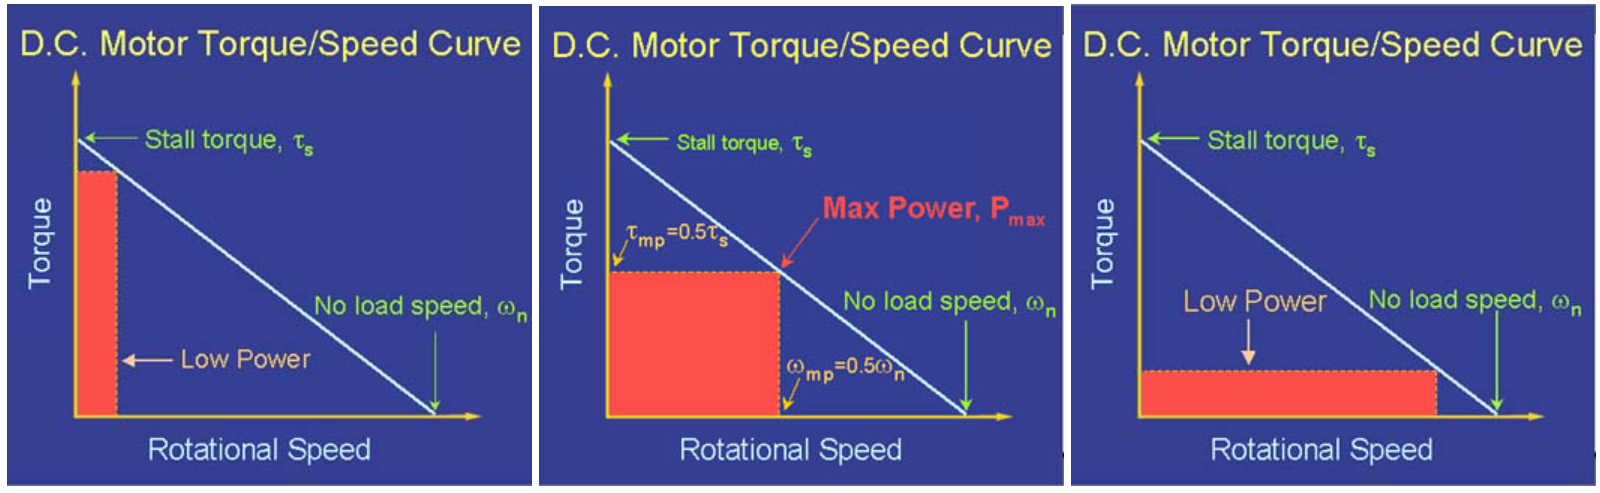 D.C. Motor Torque/Speed Curve
Stall torque, τs
Torque
No load speed, ωn
Low Power
Rotational Speed
D.C. Motor Torque/Speed Curve
Stall torque, τs
Max Power, Pmax
τmp=0.5τs
Torque
No load speed, ωn
ωmp=0.5ωn
Rotational Speed
D.C. Motor Torque/Speed Curve
Stall torque, τs
Torque
Low Power
No load speed, ωn
Rotational Speed